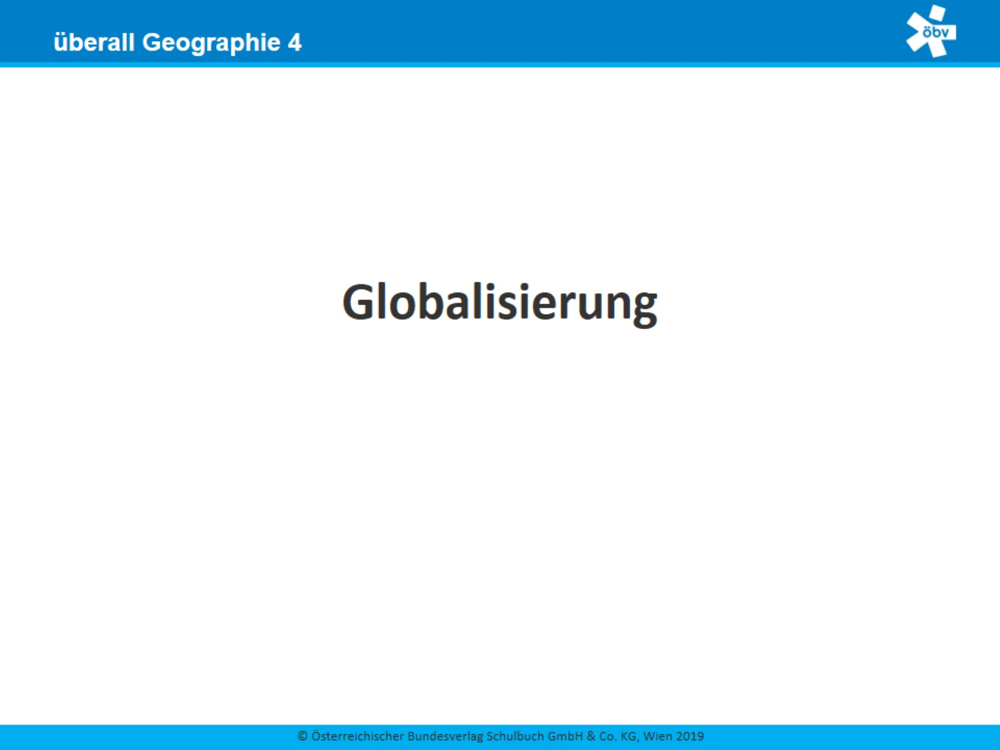 überall Geographie 4
öbv
Globalisierung
© Österreichischer Bundesverlag Schulbuch GmbH & Co. KG, Wien 2019